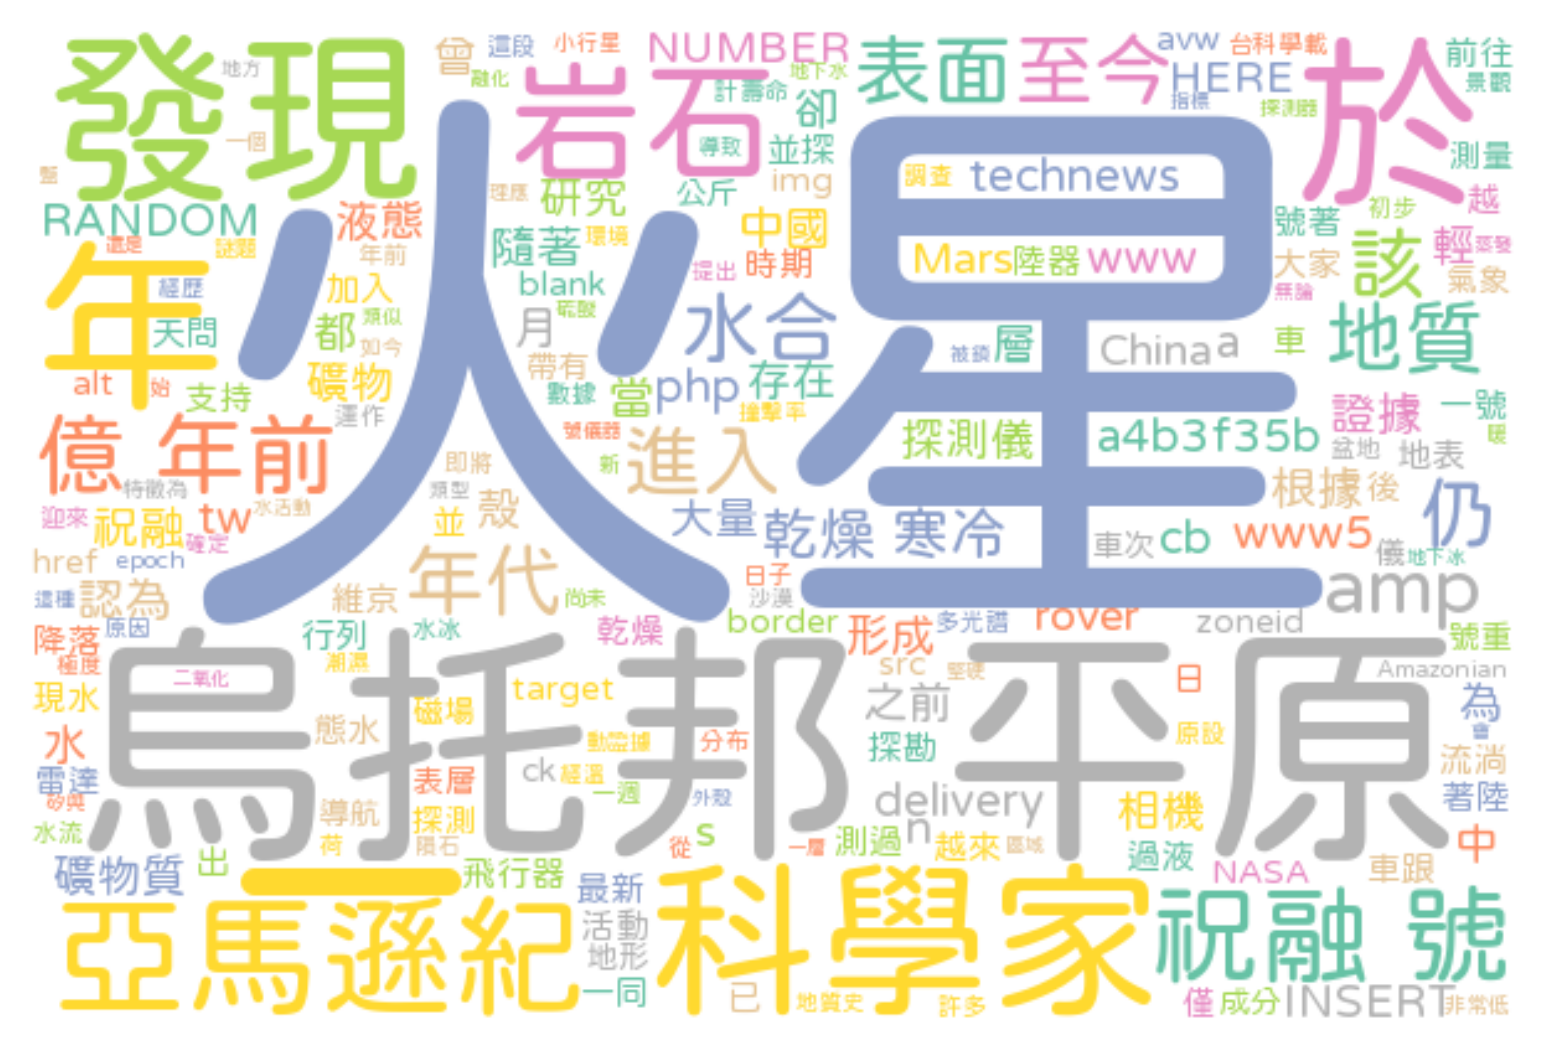 發現
地方
一個
曾
這段
融化
小行星
NUMBER
岩石
計壽命
地下水
卻
導致
並探
表面
至今
avw
HERE
指標
台科學載
探測器
於
前往
景觀
測量
RANDOM
還是
謎題
液態
年前
理應
研究
公斤
img
中國
調查
technews
號著
初步
越
輕
蒸發
年
經歷
天問
加入
都
類似
如今
隨著
環境
blank
硫酸
提出
時期
Mars
陸器
www
大家
無論
該
氣象
火星
月
水合
層
被鎖
China
a
車
地質
alt
始
支持
礦物
運作
帶有
數據
當
php
存在
撞擊率
號儀器
探測儀
a4b3f35b
證據
一號
暖
盆地
地表
億 年前
特徵為
即將
類型
新
進入
根據
後
仍
迎來
祝融
tw
水活動
確定
並
殼
大量
乾燥 寒冷
車次
cb
www5
儀
地下冰
href
epoch
這種
認為
原因
年代
維京
尚未
日子
沙漠
amp
降落
極度
行列
水冰
乾燥
border
形成
多光譜
rover
zoneid
號重
Amazonian
烏托邦平原
二氧化
潮濕
現水
水
雷達
矽與
水流
態水
磁場
target
動證據
分布
表層
ck
經溫
一週
外殼
導航
探測
荷
隕石
src
堅硬
之前
探勘
delivery
n
日
原設
為
會
流淌
著陸
相機
中
從
s
一層
測過
越來
區域
過液
NASA
車跟
礦物質
出
一
飛行器
最新
亞馬遜紀
活動
地形
一同
科學家
已
地質史
許多
祝融 號
僅
成分
INSERT
非常低